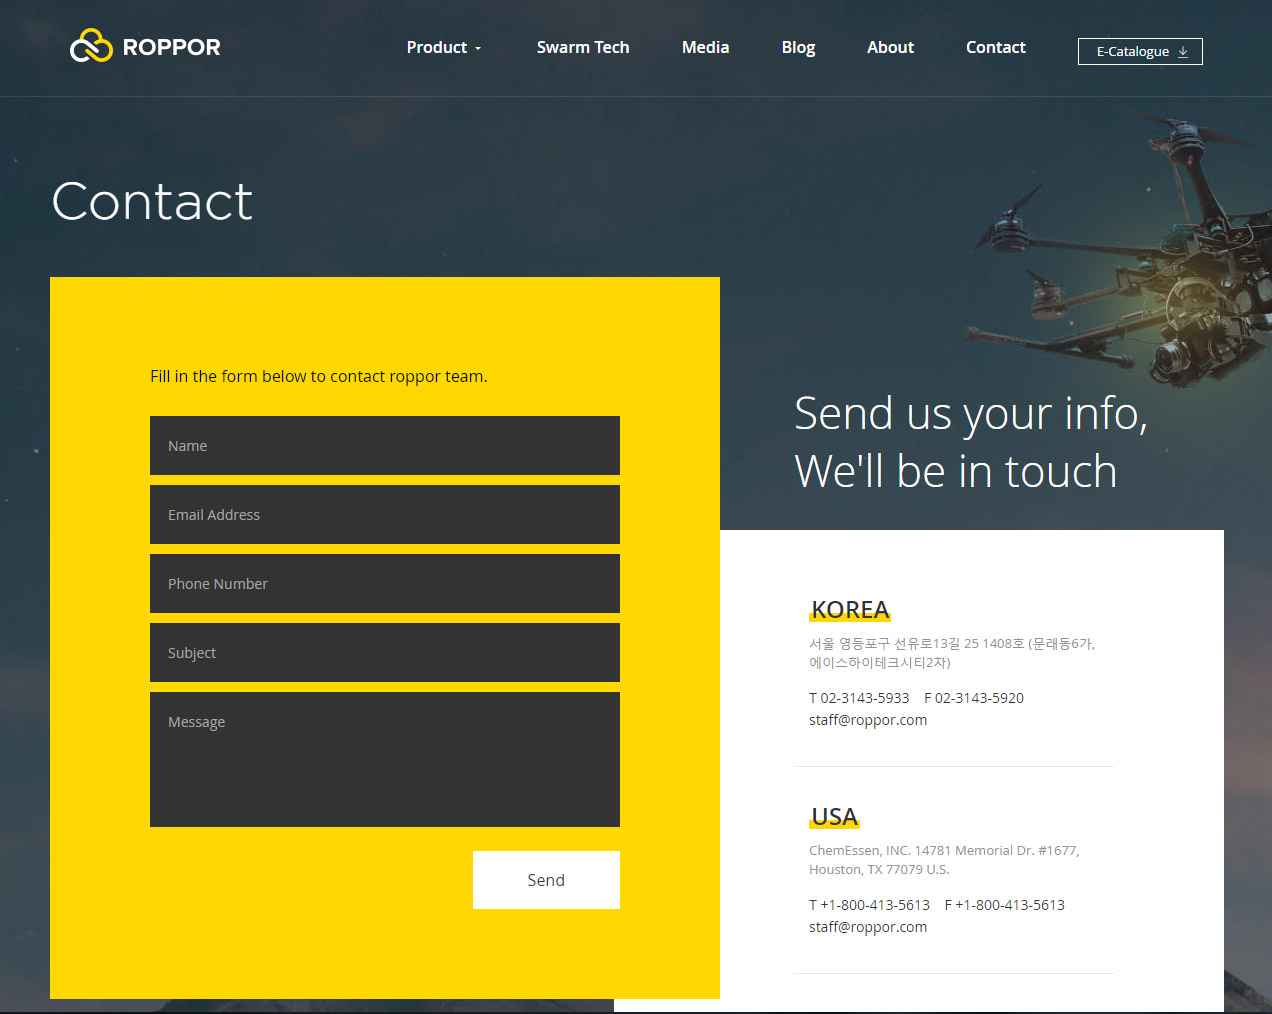 ROPPOR
Product
Swarm Tech
Media
Blog
About
Contact
E-Catalogue
Contact
Fill in the form below to contact roppor team.
Name
Email Address
Phone Number
Subject
Message
Send
Send us your info,
We'll be in touch
KOREA
서울 영등포구 선유로13길 25 1408호 (문래동6가,
에이스하이테크시티2차)
T 02-3143-5933 F 02-3143-5920
staff@roppor.com
USA
ChemEssen, INC. 14781 Memorial Dr. #1677,
Houston, TX 77079 U.S.
T +1-800-413-5613 F +1-800-413-5613
staff@roppor.com